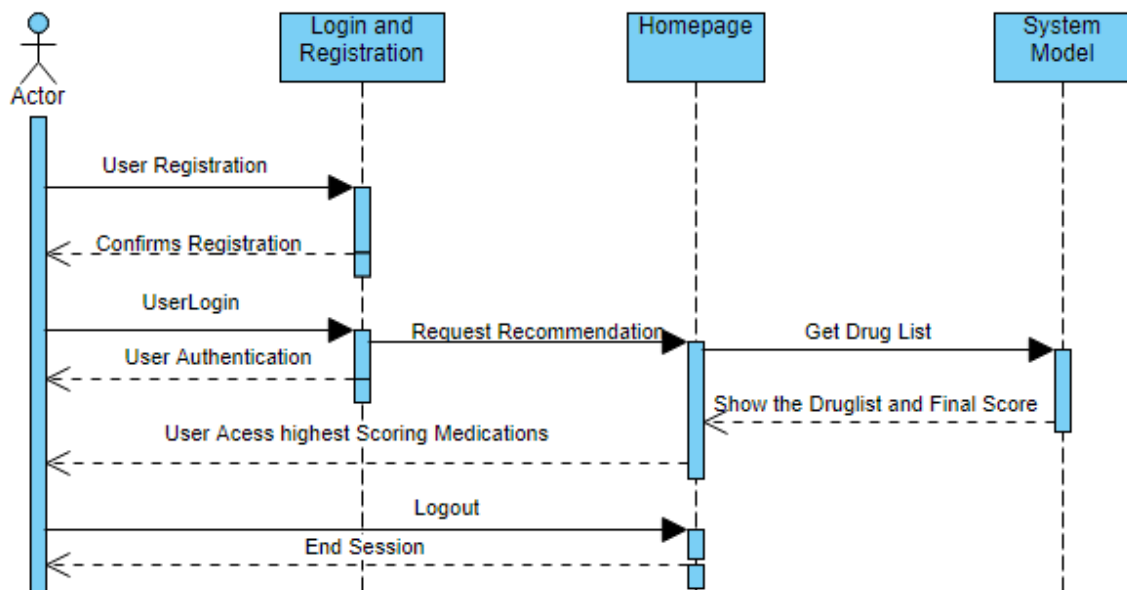 Login and
Registration
Homepage
System
Model
Actor
User Registration
Confirms Registration
UserLogin
Request Recommendation
Get Drug List
User Authentication
Show the Druglist and Final Score
User Acess highest Scoring Medications
Logout
End Session